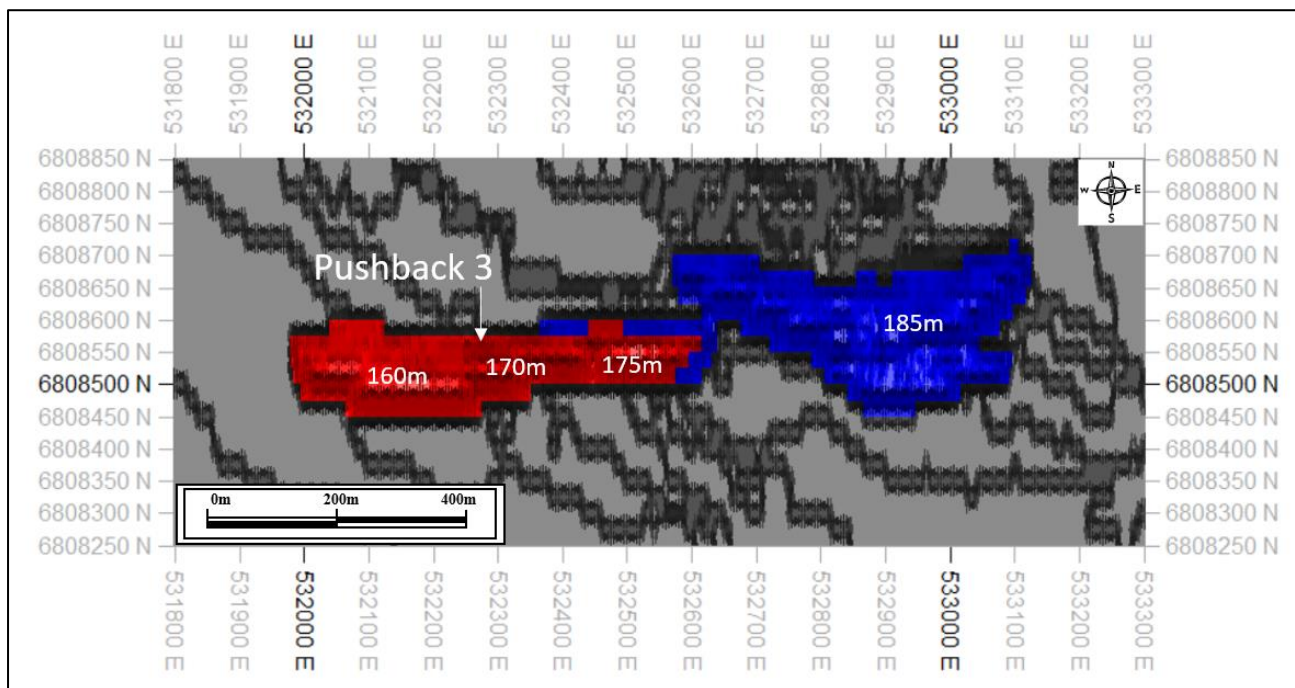 531800 E
531900 E
532000 E
532100 E
532200 E
532300 E
532400 E
532500 E
532600 E
532700 E
532800 E
532900 E
533000 E
533100 E
533200 E
533300 E
6808850 N
6808850 N
6808800 N
6808800 N
6808750 N
6808750 N
6808700 N
6808700 N
6808650 N
6808650 N
6808600 N
6808600 N
6808550 N
6808550 N
6808500 N
6808500 N
6808450 N
6808450 N
6808400 N
6808400 N
6808350 N
6808350 N
6808300 N
6808300 N
6808250 N
6808250 N
N
W
E
S
Pushback 3
185m
160m
170m
175m
0m
200m
400m
531800 E
531900 E
532000 E
532100 E
532200 E
532300 E
532400 E
532500 E
532600 E
532700 E
532800 E
532900 E
533000 E
533100 E
533200 E
533300 E